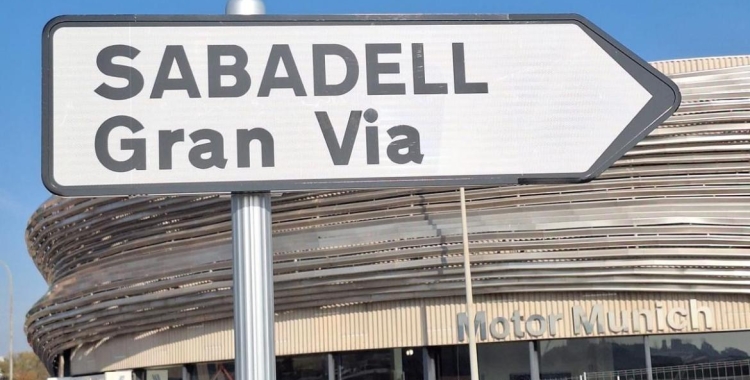 SABADELL
Gran Via
Motor Munich